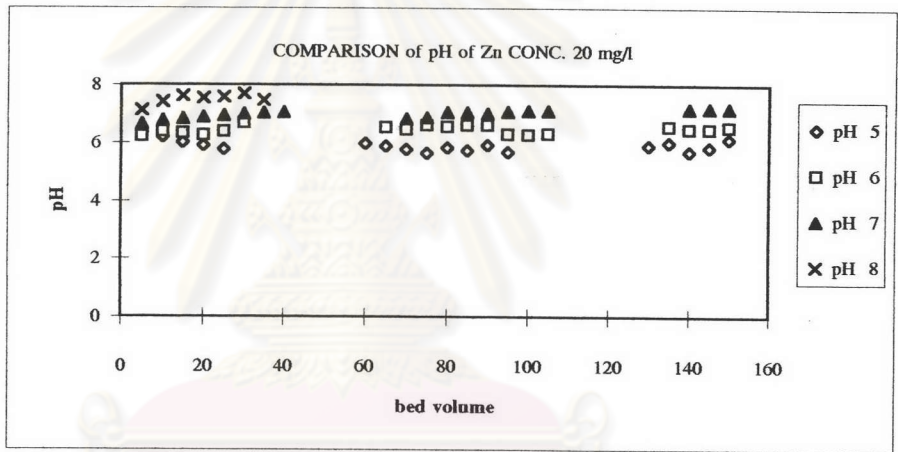 COMPARISON of pH of Zn CONC. 20 mg/l
8
6
4
2
0
pH
0 20 40 60 80 100 120 140 160
bed volume
pH 5
pH 6
pH 7
pH 8